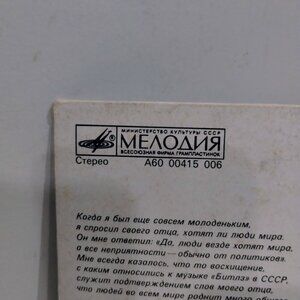 МИНИСТЕРСТВО КУЛЬТУРЫ СССР
МЕЛОДИЯ
ВСЕСОЮЗНАЯ ФИРМА ГРАМПЛАСТИНОК
Стерео А60 00415 006
Когда я был еще совсем молоденьким,
я спросил своего отца, хотят ли люди мира.
Он мне ответил: «Да, люди везде хотят мира,
а все неприятности — обычно от политиков».
Мне всегда казалось, что то восхищение,
с каким относились к музыке «Битлз» в СССР,
служит подтверждением слов моего отца,
что людей во всем мире роднит много общего